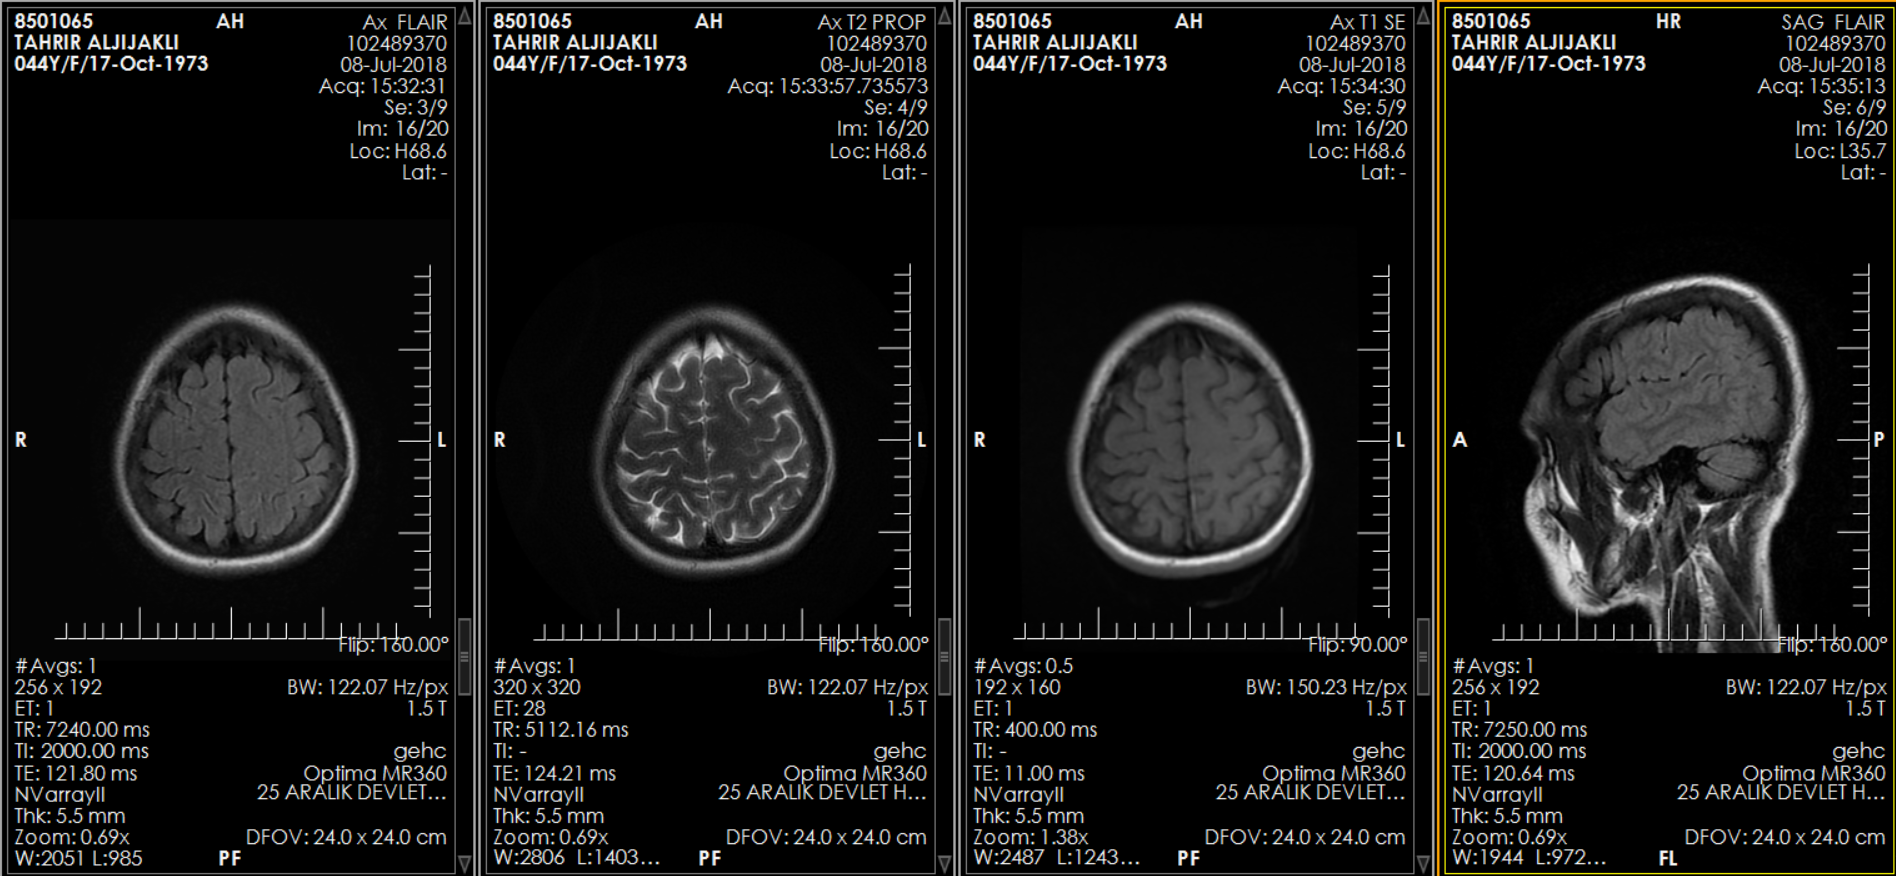 8501065 AH Ax FLAIR
TAHRIR ALJIJAKLI 102489370
044Y/F/17-Oct-1973 08-Jul-2018
Acq: 15:32:31
Se: 3/9
Im: 16/20
Loc: H68.6
Lat: -
R L
Flip: 160.00°
#Avgs: 1
256 x 192 BW: 122.07 Hz/px
ET: 1 1.5 T
TR: 7240.00 ms
TI: 2000.00 ms gehc
TE: 121.80 ms Optima MR360
NVarrayII 25 ARALIK DEVLET...
Thk: 5.5 mm
Zoom: 0.69x DFOV: 24.0 x 24.0 cm
W:2051 L:985 PF
8501065 AH Ax T2 PROP
TAHRIR ALJIJAKLI 102489370
044Y/F/17-Oct-1973 08-Jul-2018
Acq: 15:33:57.735573
Se: 4/9
Im: 16/20
Loc: H68.6
Lat: -
R L
Flip: 160.00°
#Avgs: 1
320 x 320 BW: 122.07 Hz/px
ET: 28 1.5 T
TR: 5112.16 ms
TI: - gehc
TE: 124.21 ms Optima MR360
NVarrayII 25 ARALIK DEVLET H...
Thk: 5.5 mm
Zoom: 0.69x DFOV: 24.0 x 24.0 cm
W:2806 L:1403... PF
8501065 AH Ax T1 SE
TAHRIR ALJIJAKLI 102489370
044Y/F/17-Oct-1973 08-Jul-2018
Acq: 15:34:30
Se: 5/9
Im: 16/20
Loc: H68.6
Lat: -
R L
Flip: 90.00°
#Avgs: 0.5
192 x 160 BW: 150.23 Hz/px
ET: 1 1.5 T
TR: 400.00 ms
TI: - gehc
TE: 11.00 ms Optima MR360
NVarrayII 25 ARALIK DEVLET...
Thk: 5.5 mm
Zoom: 1.38x DFOV: 24.0 x 24.0 cm
W:2487 L:1243... PF
8501065 HR SAG FLAIR
TAHRIR ALJIJAKLI 102489370
044Y/F/17-Oct-1973 08-Jul-2018
Acq: 15:35:13
Se: 6/9
Im: 16/20
Loc: L35.7
Lat: -
A P
Flip: 160.00°
#Avgs: 1
256 x 192 BW: 122.07 Hz/px
ET: 1 1.5 T
TR: 7250.00 ms
TI: 2000.00 ms gehc
TE: 120.64 ms Optima MR360
NVarrayII 25 ARALIK DEVLET H...
Thk: 5.5 mm
Zoom: 0.69x DFOV: 24.0 x 24.0 cm
W:1944 L:972... FL